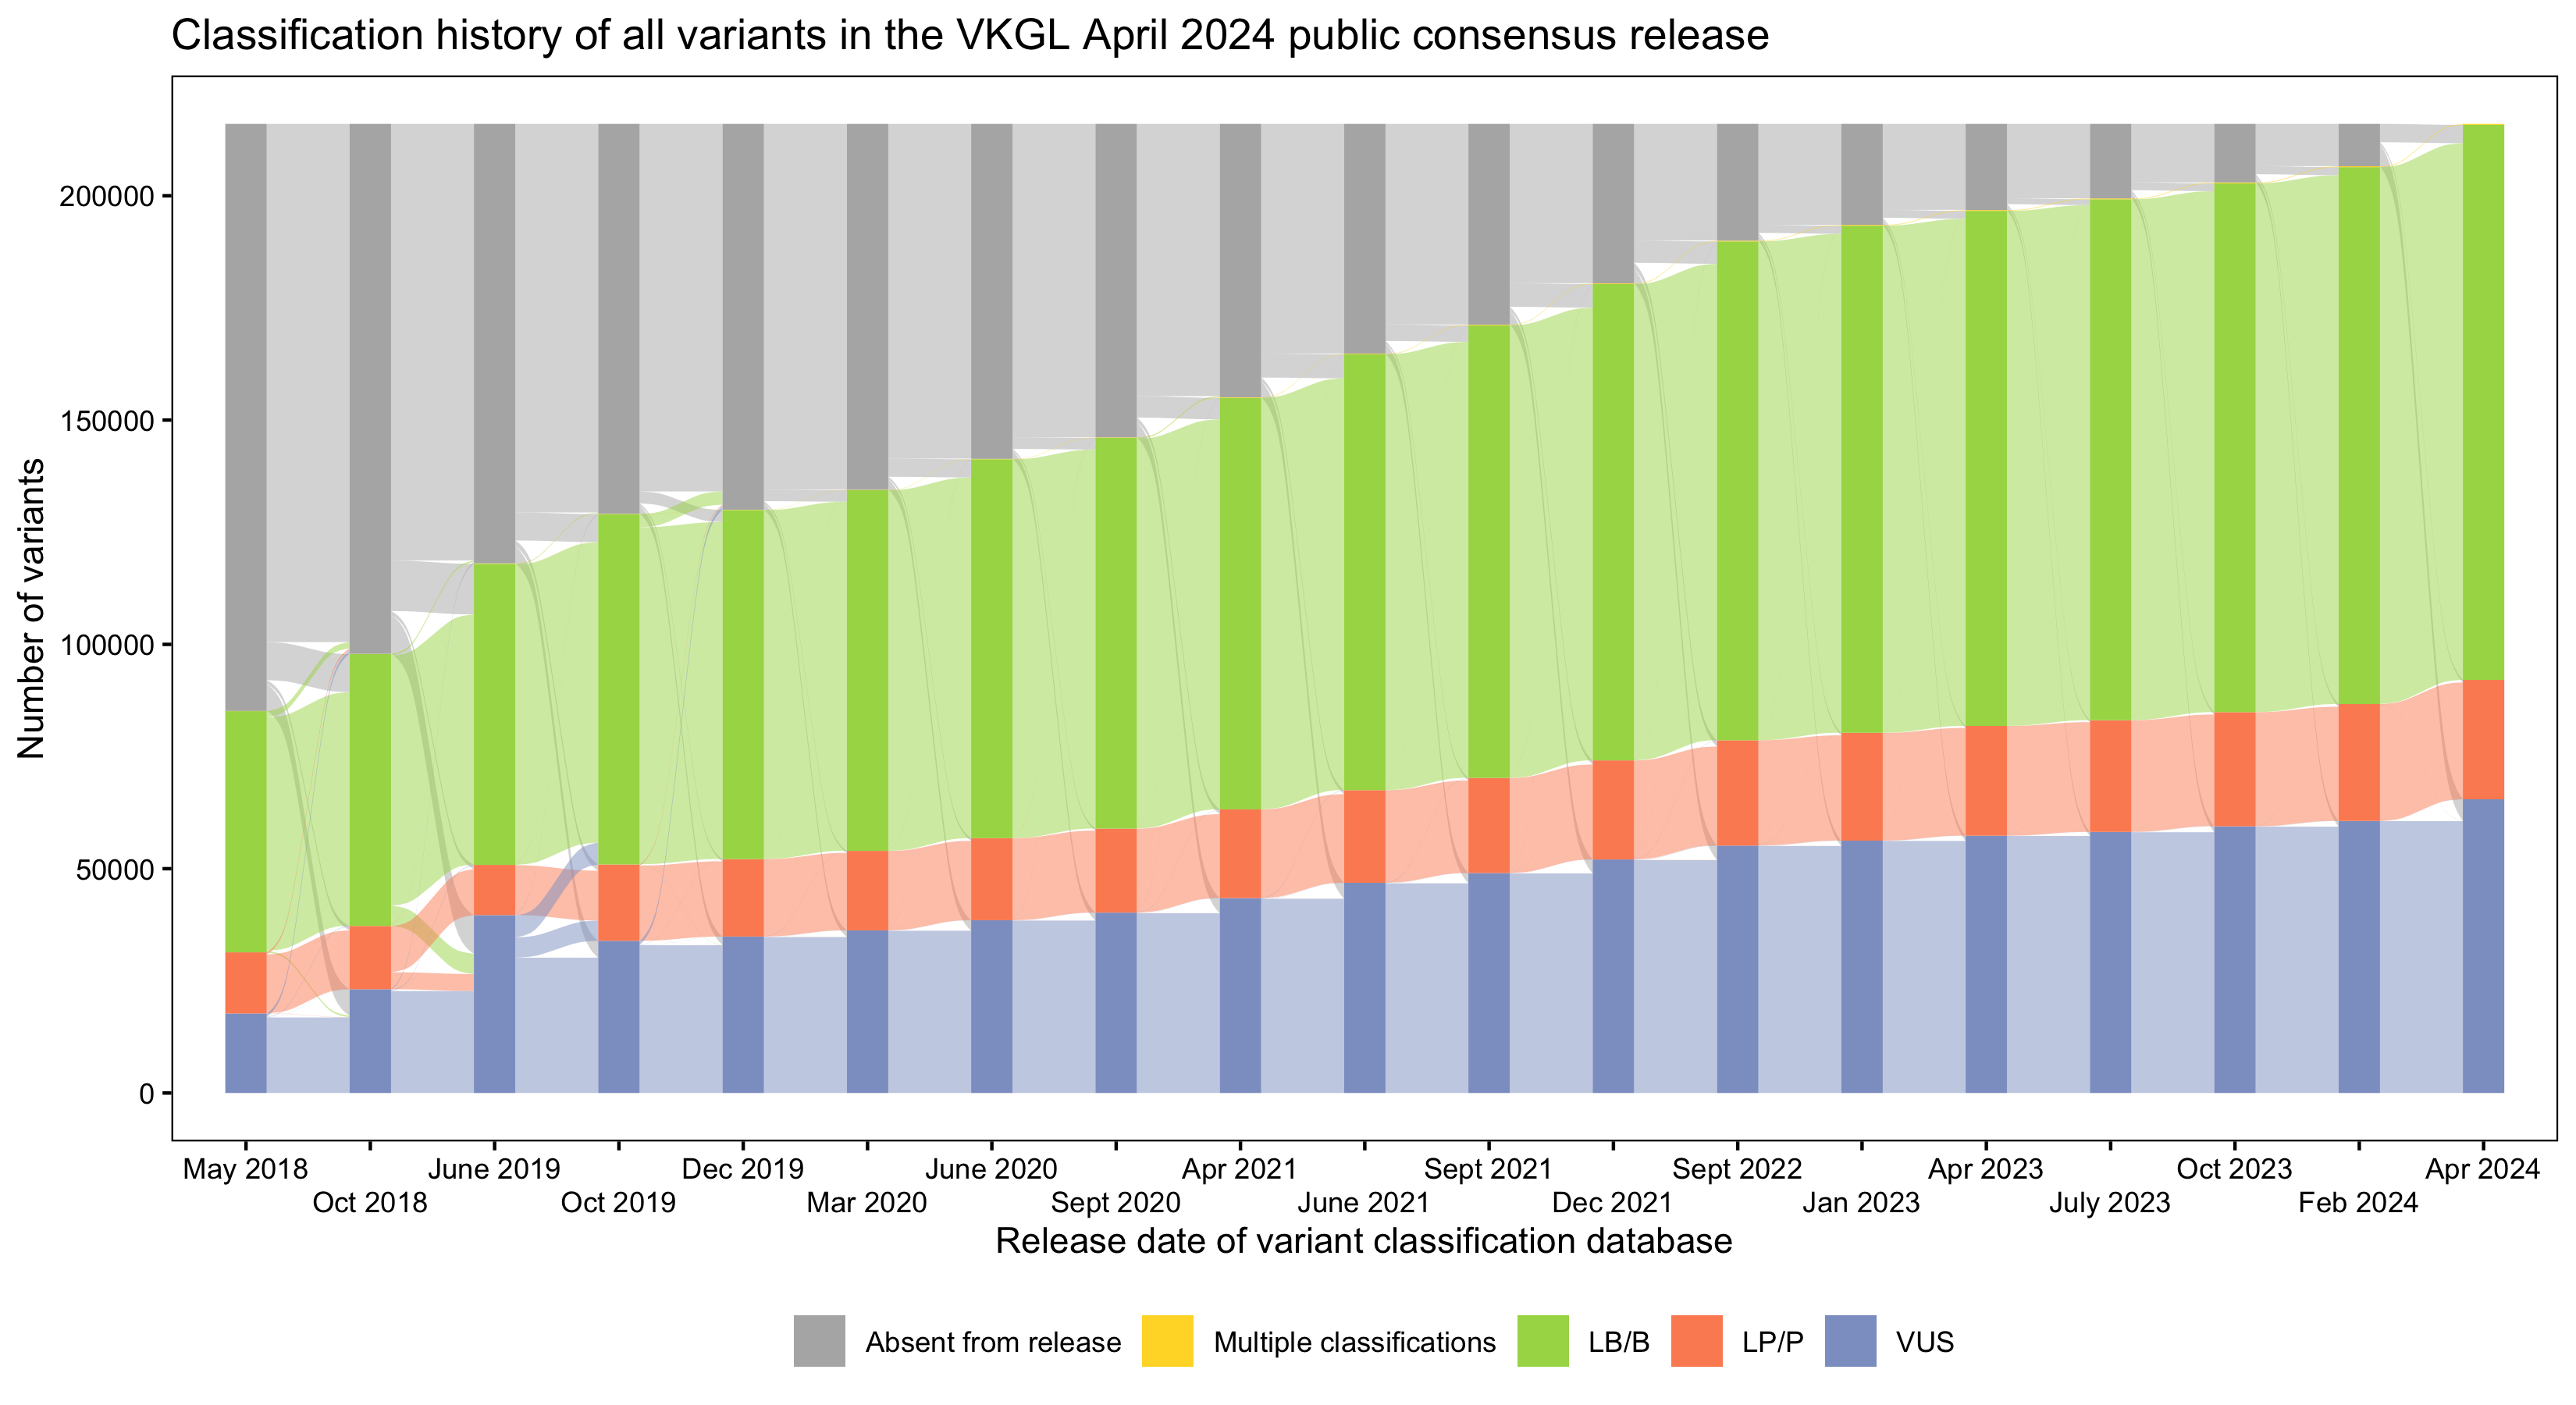 Classification history of all variants in the VKGL April 2024 public consensus release
Number of variants
200000
150000
100000
50000
0
May 2018 June 2019 Dec 2019 June 2020 Apr 2021 Sept 2021 Sept 2022 Apr 2023 Oct 2023 Apr 2024
Oct 2018 Oct 2019 Mar 2020 Sept 2020 June 2021 Dec 2021 Jan 2023 July 2023 Feb 2024
Release date of variant classification database
Absent from release Multiple classifications LB/B LP/P VUS